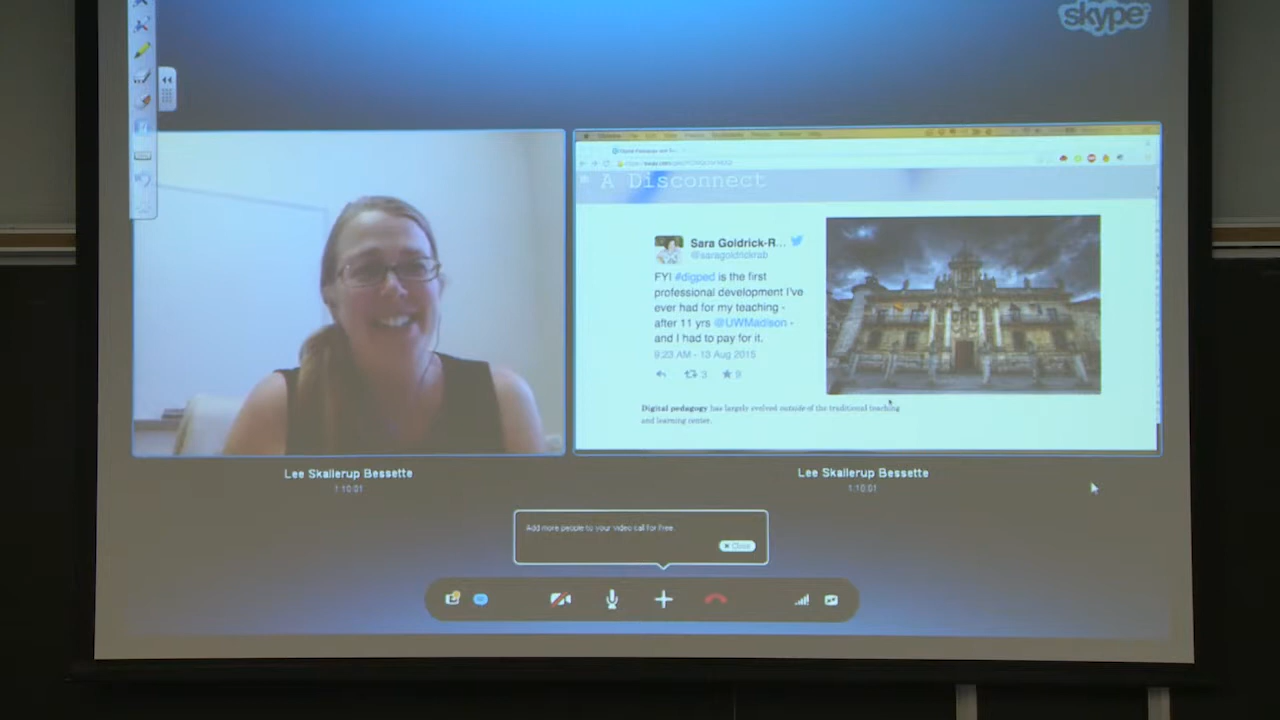 skype
A Disconnect
Sara Goldrick-R...
@saragoldrickrab
FYI #digped is the first
professional development I've
ever had for my teaching -
after 11 yrs @UWMadison -
and I had to pay for it.
9:23 AM - 13 Aug 2015
3 9
Digital pedagogy has largely evolved outside of the traditional teaching
and learning center.
Lee Skallerup Bessette
1:10:01
Lee Skallerup Bessette
1:10:01
Add more people to your video call for free.
Close